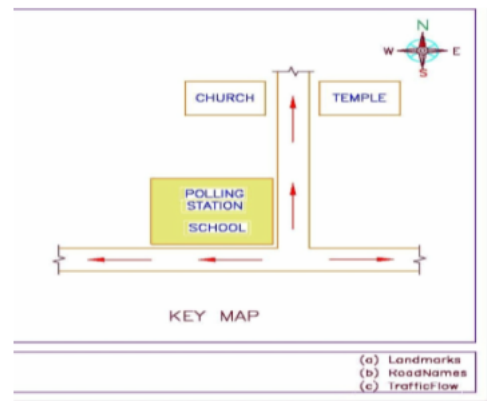 N
W E
S
CHURCH TEMPLE
POLLING
STATION
SCHOOL
KEY MAP
(a) Landmarks
(b) RoadNames
(c) TrafficFlow